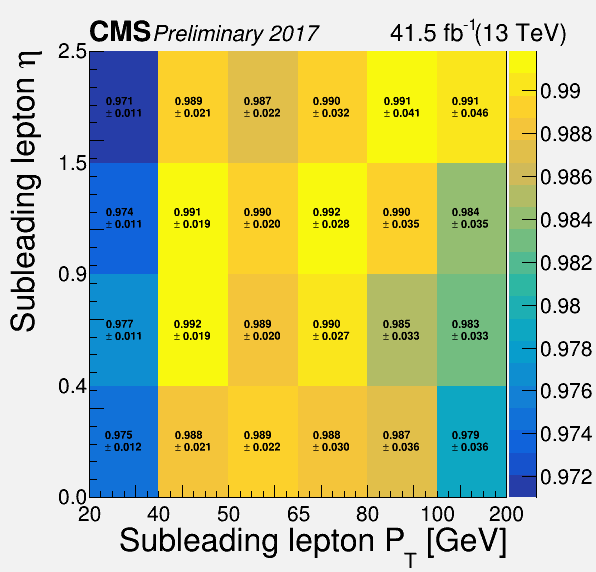 CMS Preliminary 2017 41.5 fb-1(13 TeV)
Subleading lepton η
2.5
1.5
0.9
0.4
0.0
0.971 0.989 0.987 0.990 0.991 0.991
± 0.011 ± 0.021 ± 0.022 ± 0.032 ± 0.041 ± 0.046
0.974 0.991 0.990 0.992 0.990 0.984
± 0.011 ± 0.019 ± 0.020 ± 0.028 ± 0.035 ± 0.035
0.977 0.992 0.989 0.990 0.985 0.983
± 0.011 ± 0.019 ± 0.020 ± 0.027 ± 0.033 ± 0.033
0.975 0.988 0.989 0.988 0.987 0.979
± 0.012 ± 0.021 ± 0.022 ± 0.030 ± 0.036 ± 0.036
0.99
0.988
0.986
0.984
0.982
0.98
0.978
0.976
0.974
0.972
20 40 50 65 80 100 200
Subleading lepton PT [GeV]